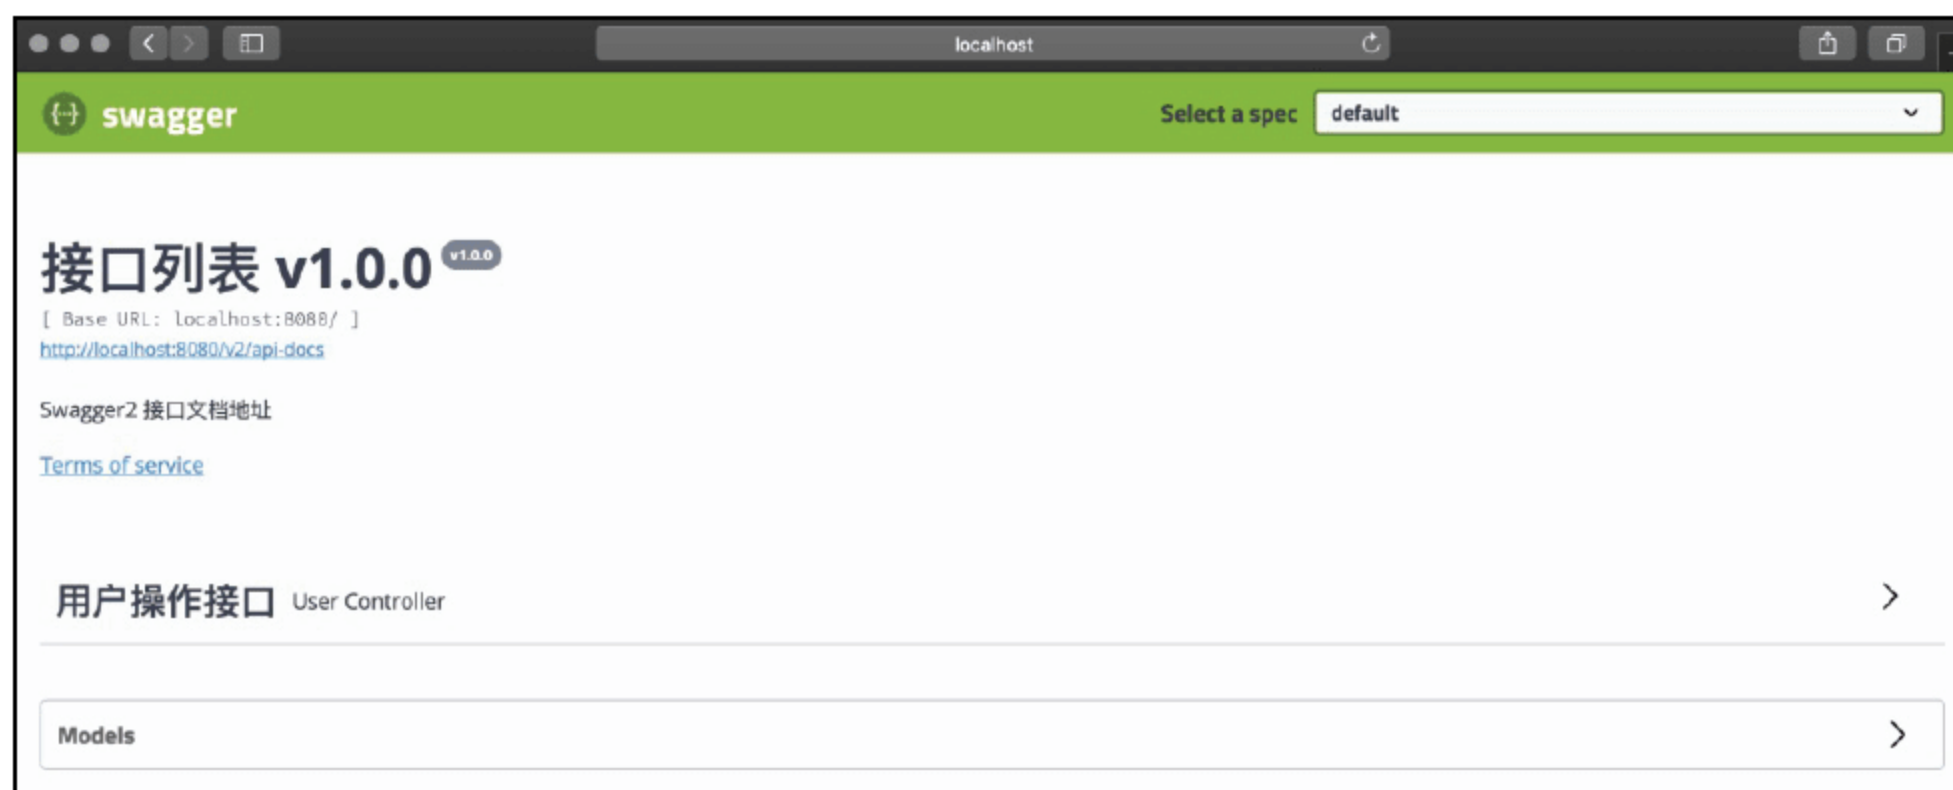 localhost
swagger
Select a spec default
接口列表 v1.0.0 v1.0.0
[ Base URL: localhost:8080/ ]
http://localhost:8080/v2/api-docs
Swagger2 接口文档地址
Terms of service
用户操作接口 User Controller
Models